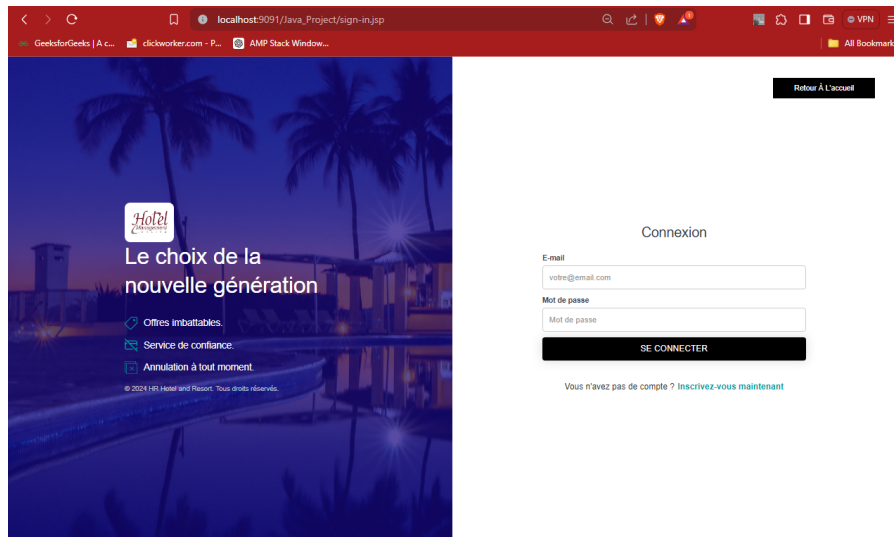 localhost:9091/Java_Project/sign-in.jsp
1
VPN
GeeksforGeeks | A c...
clickworker.com - P...
AMP Stack Window...
All Bookmark
Retour À L'accueil
Hotel
Management
Le choix de la
nouvelle génération
Offres imbattables.
Service de confiance.
Annulation à tout moment.
© 2024 HR Hotel and Resort. Tous droits réservés.
Connexion
E-mail
votre@email.com
Mot de passe
Mot de passe
SE CONNECTER
Vous n'avez pas de compte ? Inscrivez-vous maintenant